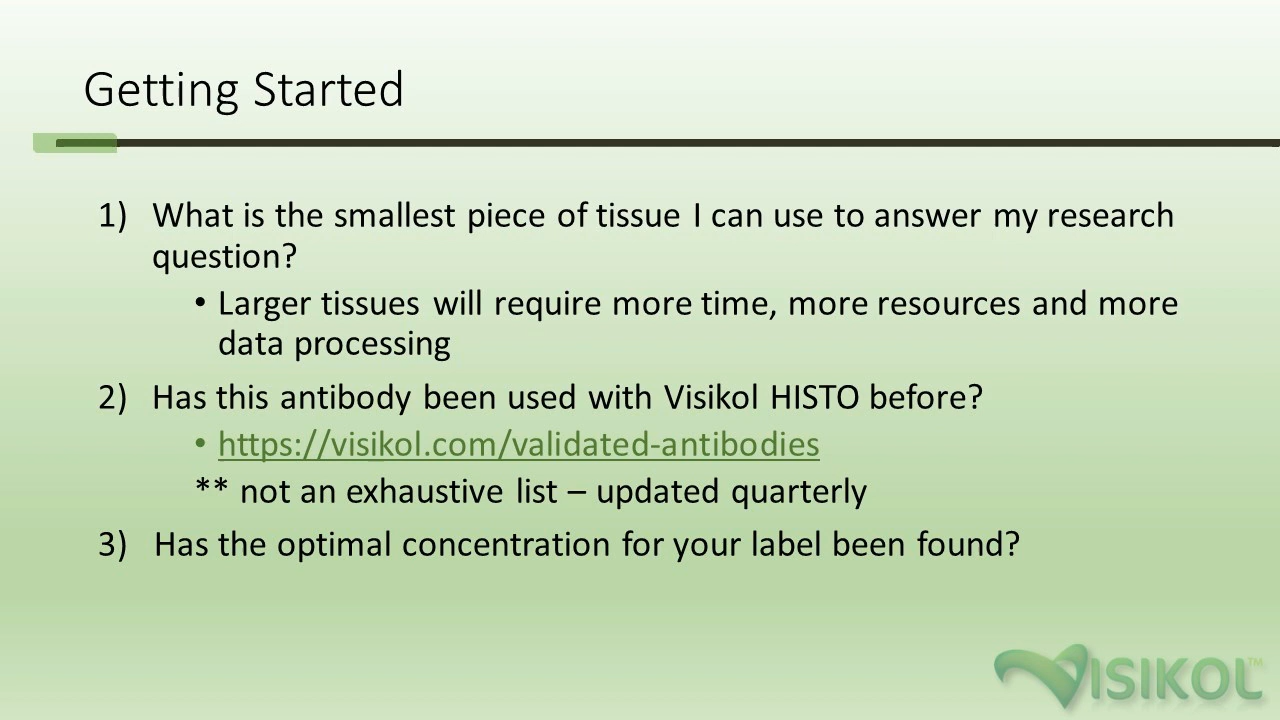 Getting Started
1) What is the smallest piece of tissue I can use to answer my research
question?
• Larger tissues will require more time, more resources and more
data processing
2) Has this antibody been used with Visikol HISTO before?
• https://visikol.com/validated-antibodies
** not an exhaustive list – updated quarterly
3) Has the optimal concentration for your label been found?
VISIKOL™